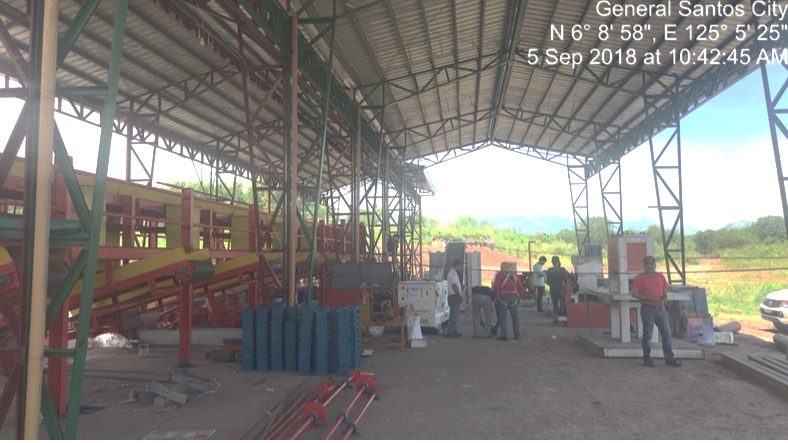 General Santos City
N 6° 8' 58", E 125° 5' 25"
5 Sep 2018 at 10:42:45 AM